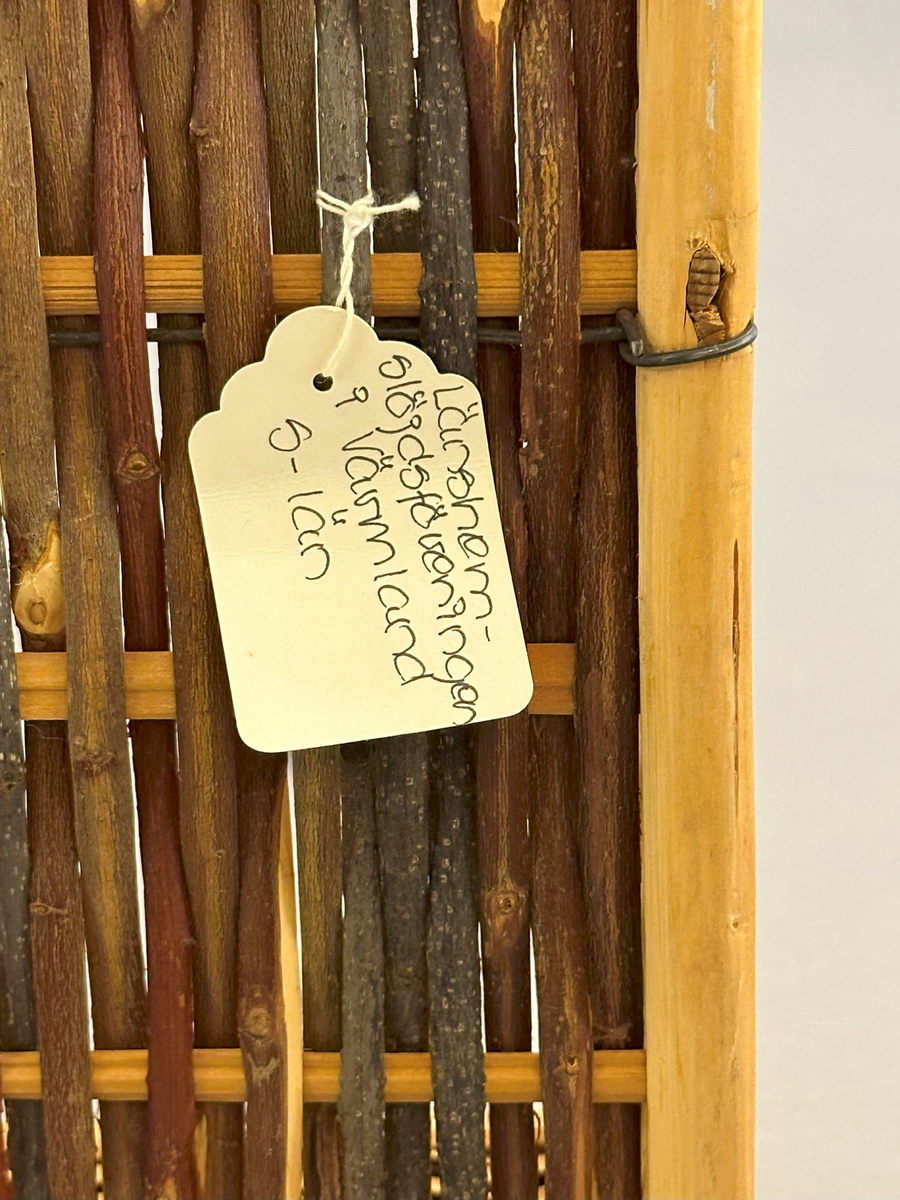 Länshem-
slöjdsföreningen
i Värmland
S-län